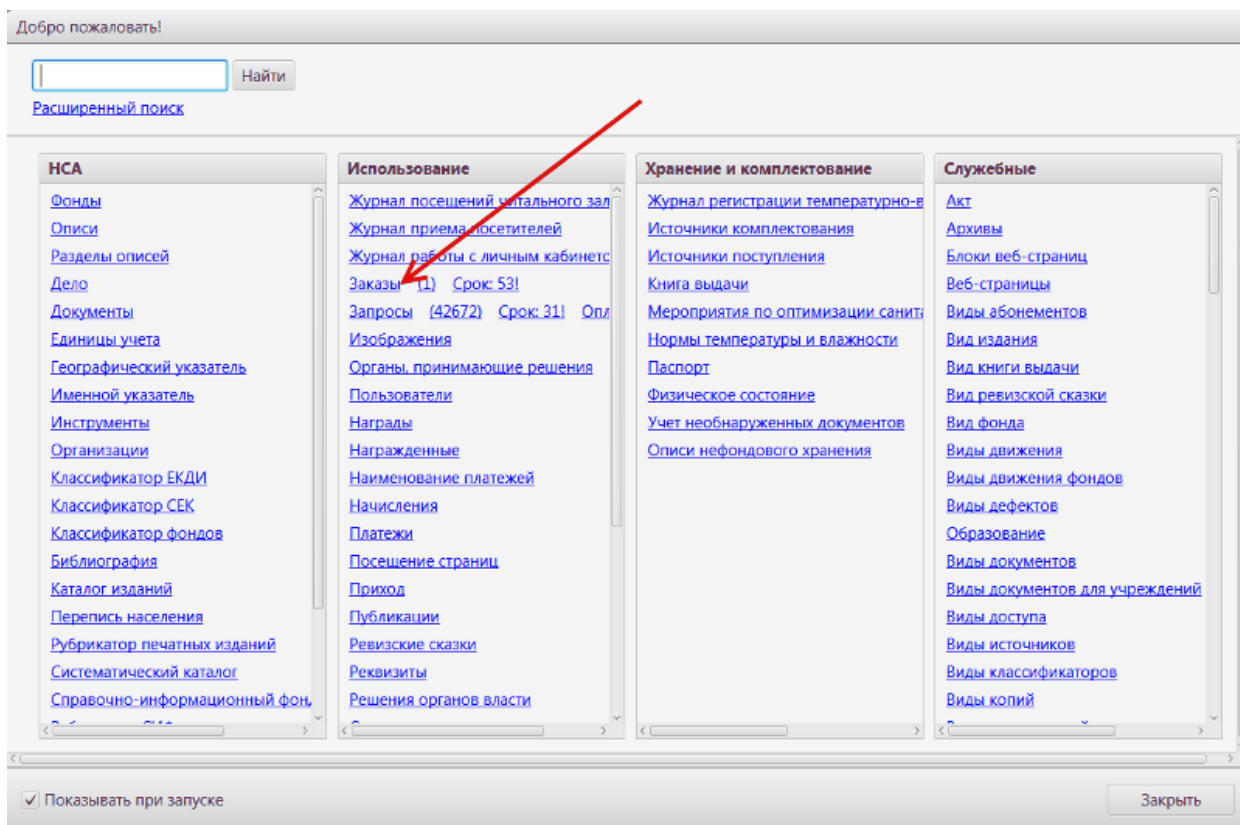 Добро пожаловать!
Найти
Расширенный поиск
НСА
Фонды
Описи
Разделы описей
Дело
Документы
Единицы учета
Географический указатель
Именной указатель
Инструменты
Организации
Классификатор ЕКДИ
Классификатор СЕК
Классификатор фондов
Библиография
Каталог изданий
Перепись населения
Рубрикатор печатных изданий
Систематический каталог
Справочно-информационный фон
Использование
Журнал посещений читального зал
Журнал приема посетителей
Журнал работы с личным кабинетс
Заказы (1) Срок: 53!
Запросы (42672) Срок: 31! Опл
Изображения
Органы, принимающие решения
Пользователи
Награды
Награжденные
Наименование платежей
Начисления
Платежи
Посещение страниц
Приход
Публикации
Ревизские сказки
Реквизиты
Решения органов власти
Хранение и комплектование
Журнал регистрации температурно-в
Источники комплектования
Источники поступления
Книга выдачи
Мероприятия по оптимизации санита
Нормы температуры и влажности
Паспорт
Физическое состояние
Учет необнаруженных документов
Описи нефондового хранения
Служебные
Акт
Архивы
Блоки веб-страниц
Веб-страницы
Виды абонементов
Вид издания
Вид книги выдачи
Вид ревизской сказки
Вид фонда
Виды движения
Виды движения фондов
Виды дефектов
Образование
Виды документов
Виды документов для учреждений
Виды доступа
Виды источников
Виды классификаторов
Виды копий
Показывать при запуске
Закрыть